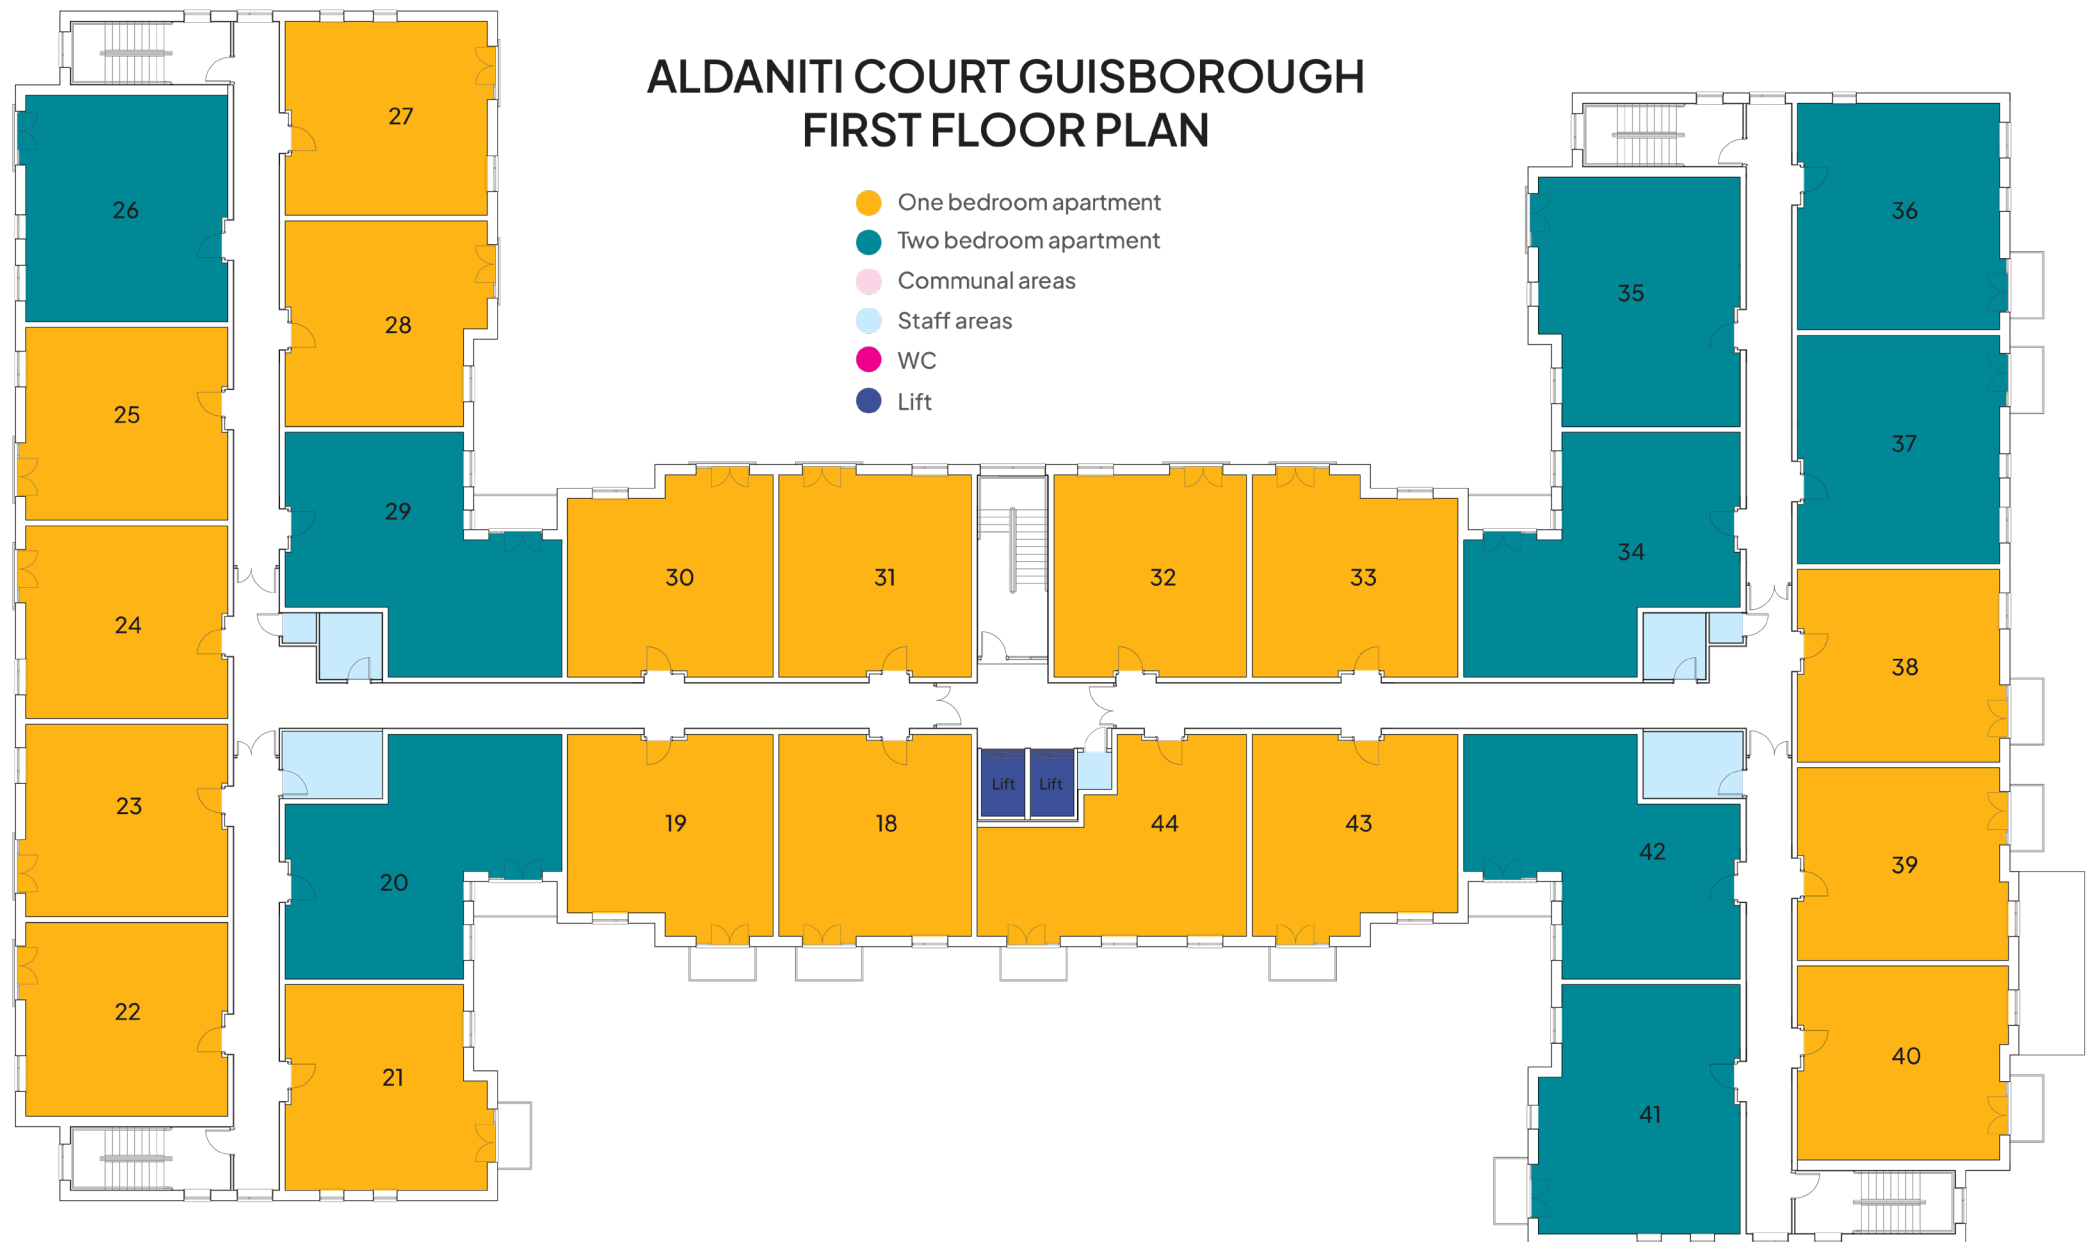 ALDANITI COURT GUISBOROUGH
FIRST FLOOR PLAN
One bedroom apartment
Two bedroom apartment
Communal areas
Staff areas
WC
Lift
27
26
28
25
29
24
23
22
20
21
30
31
32
33
19
18
Lift
Lift
44
43
35
36
37
34
38
42
39
40
41